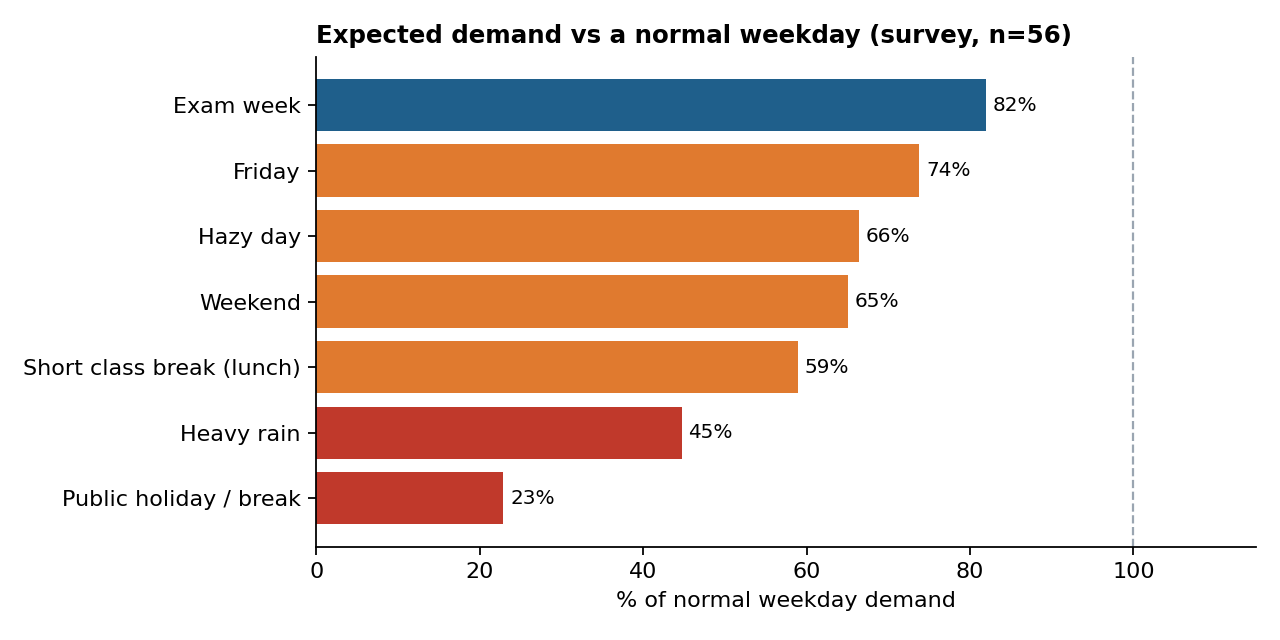 Expected demand vs a normal weekday (survey, n=56)
Exam week 82%
Friday 74%
Hazy day 66%
Weekend 65%
Short class break (lunch) 59%
Heavy rain 45%
Public holiday / break 23%
0 20 40 60 80 100
% of normal weekday demand